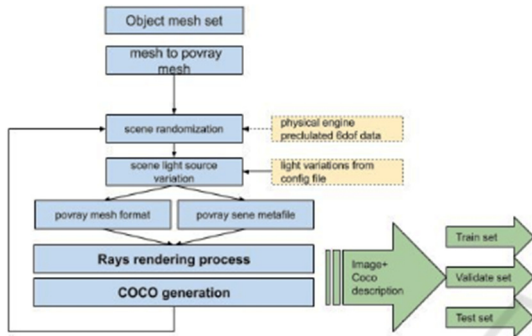 Object mesh set
mesh to povray
mesh
scene randomization
physical engine
preclulated 6dof data
scene light source
variation
light variations from
config file
povray mesh format
povray sene metafile
Rays rendering process
COCO generation
Image+
Coco
description
Train set
Validate set
Test set